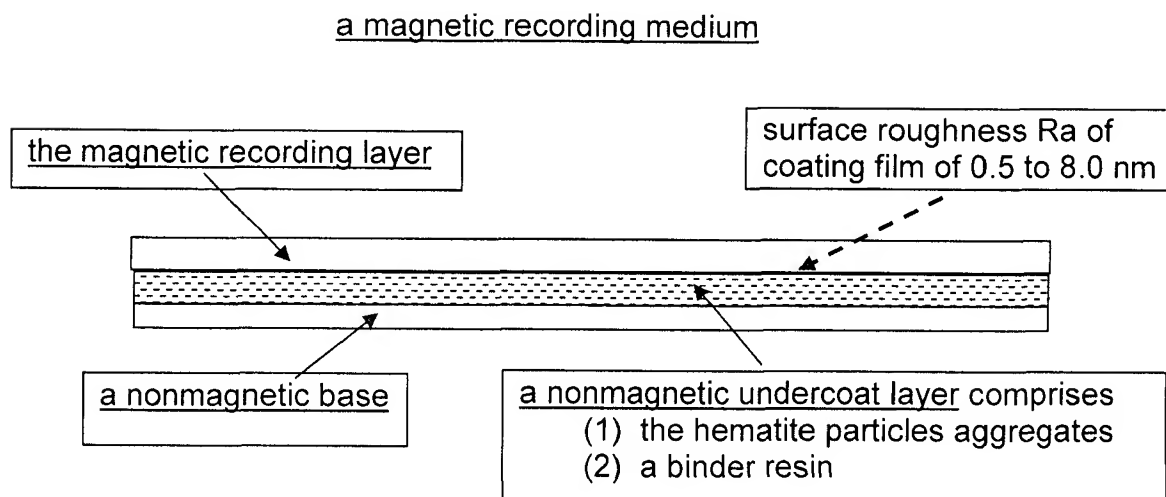 a magnetic recording medium
the magnetic recording layer
surface roughness Ra of
coating film of 0.5 to 8.0 nm
a nonmagnetic base
a nonmagnetic undercoat layer comprises
(1) the hematite particles aggregates
(2) a binder resin